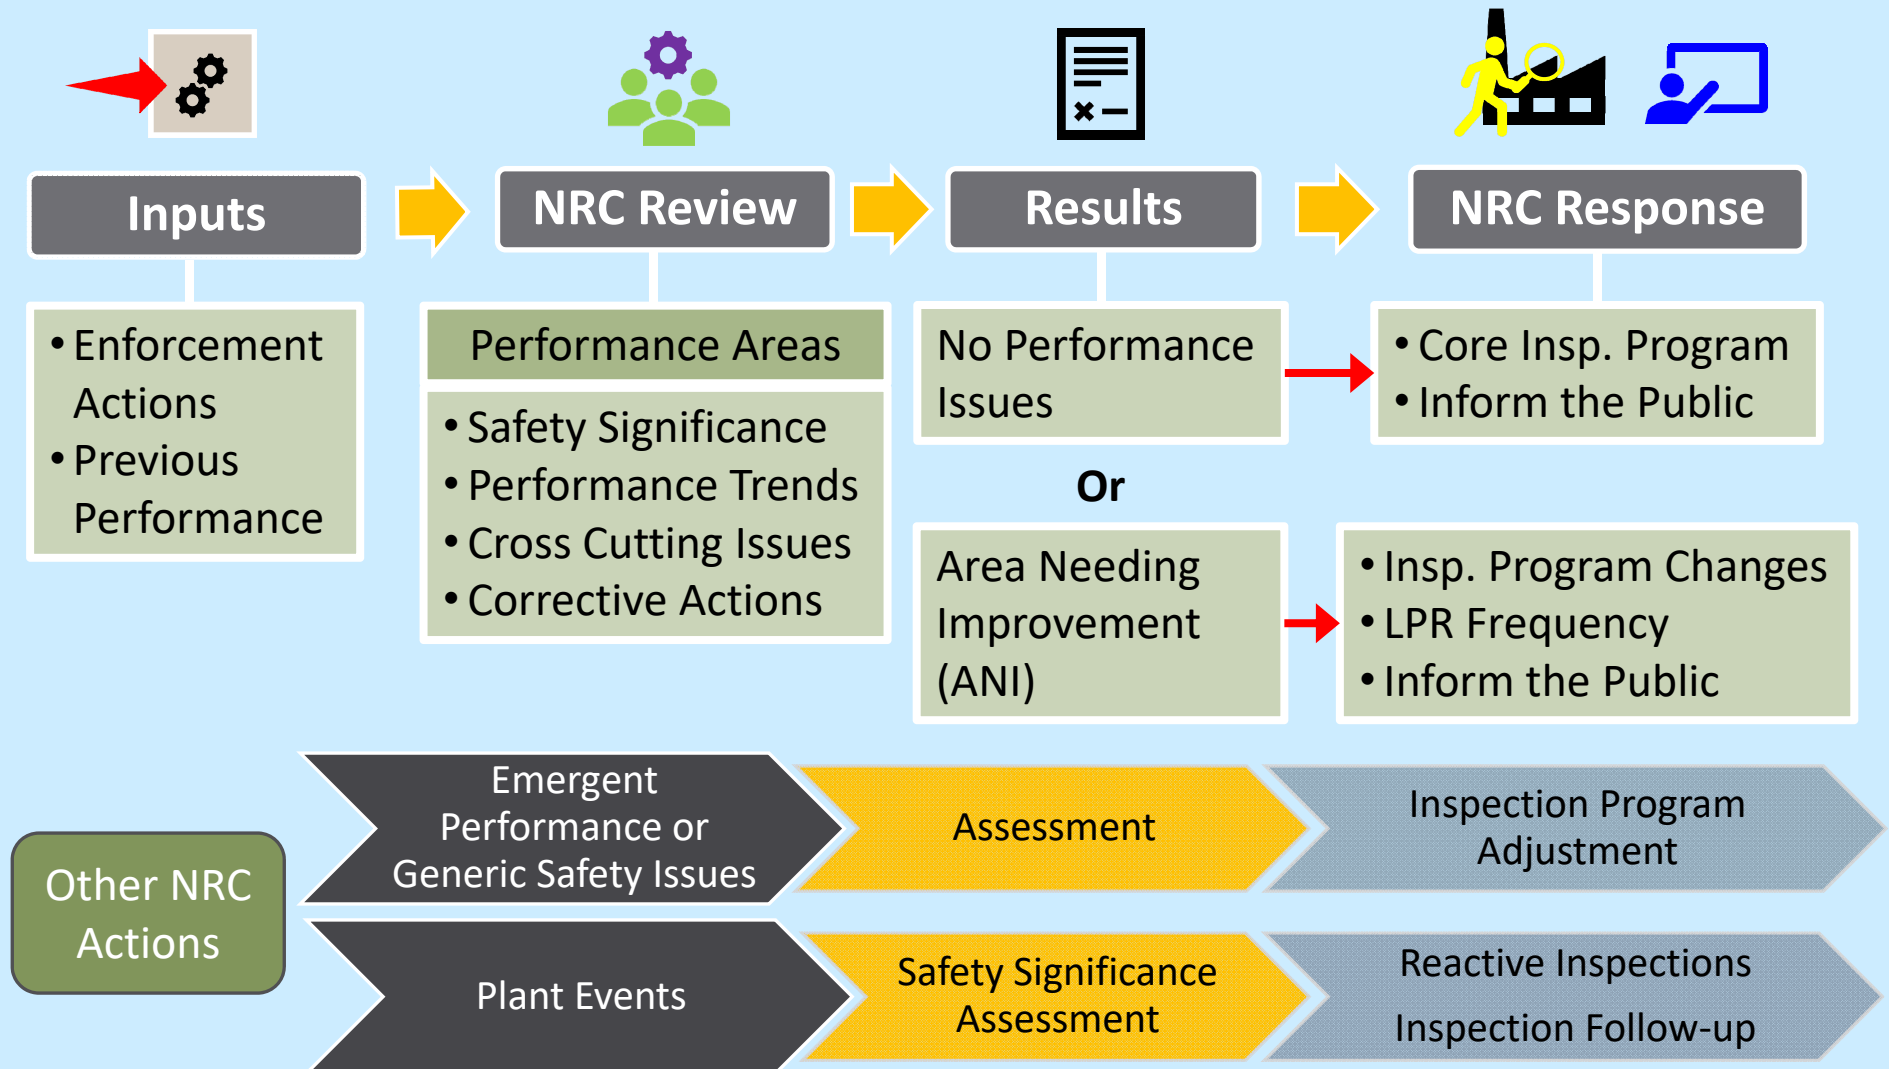 Inputs
NRC Review
Results
NRC Response
• Enforcement
Actions
• Previous
Performance
Performance Areas
• Safety Significance
• Performance Trends
• Cross Cutting Issues
• Corrective Actions
No Performance
Issues
Or
Area Needing
Improvement
(ANI)
• Core Insp. Program
• Inform the Public
• Insp. Program Changes
• LPR Frequency
• Inform the Public
Other NRC
Actions
Emergent
Performance or
Generic Safety Issues
Assessment
Inspection Program
Adjustment
Plant Events
Safety Significance
Assessment
Reactive Inspections
Inspection Follow-up